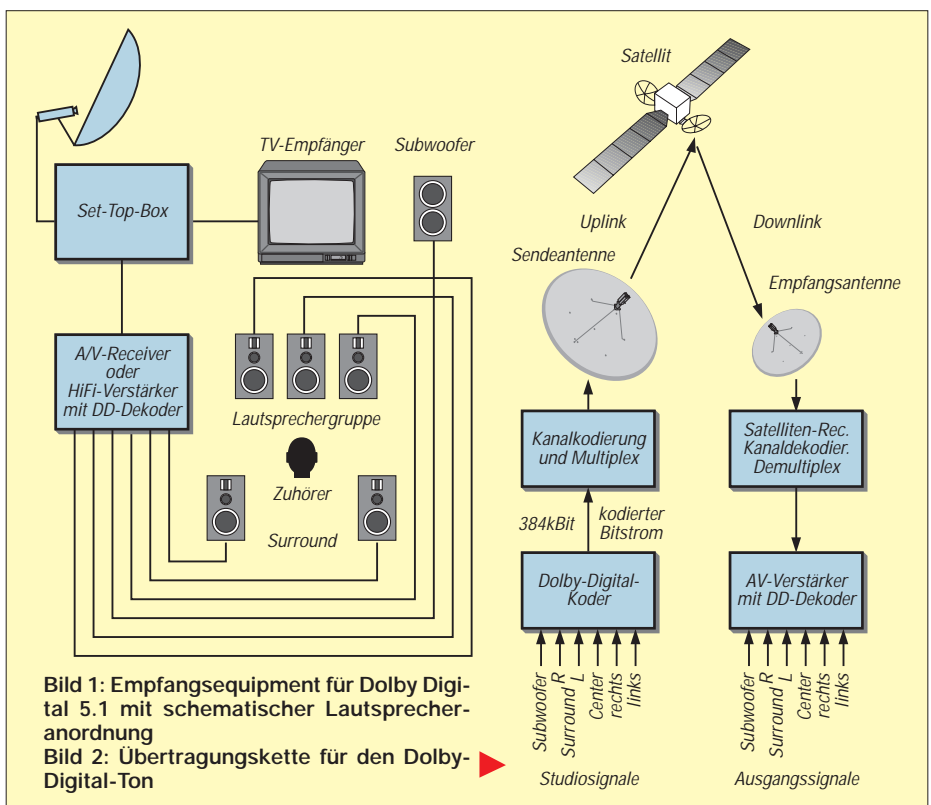 TV-Empfänger
Subwoofer
Set-Top-Box
A/V-Receiver
oder
HiFi-Verstärker
mit DD-Dekoder
Lautsprechergruppe
Zuhörer
Surround
Bild 1: Empfangsequipment für Dolby Digi-
tal 5.1 mit schematischer Lautsprecher-
anordnung
Bild 2: Übertragungskette für den Dolby-
Digital-Ton
Satellit
Uplink
Downlink
Sendeantenne
Empfangsantenne
Kanalkodierung
und Multiplex
Satelliten-Rec.
Kanaldekodier.
Demultiplex
384kBit
kodierter
Bitstrom
Dolby-Digital-
Koder
AV-Verstärker
mit DD-Dekoder
Subwoofer
Surround R
L
Center
rechts
links
Studiosignale
Subwoofer
Surround R
L
Center
rechts
links
Ausgangssignale